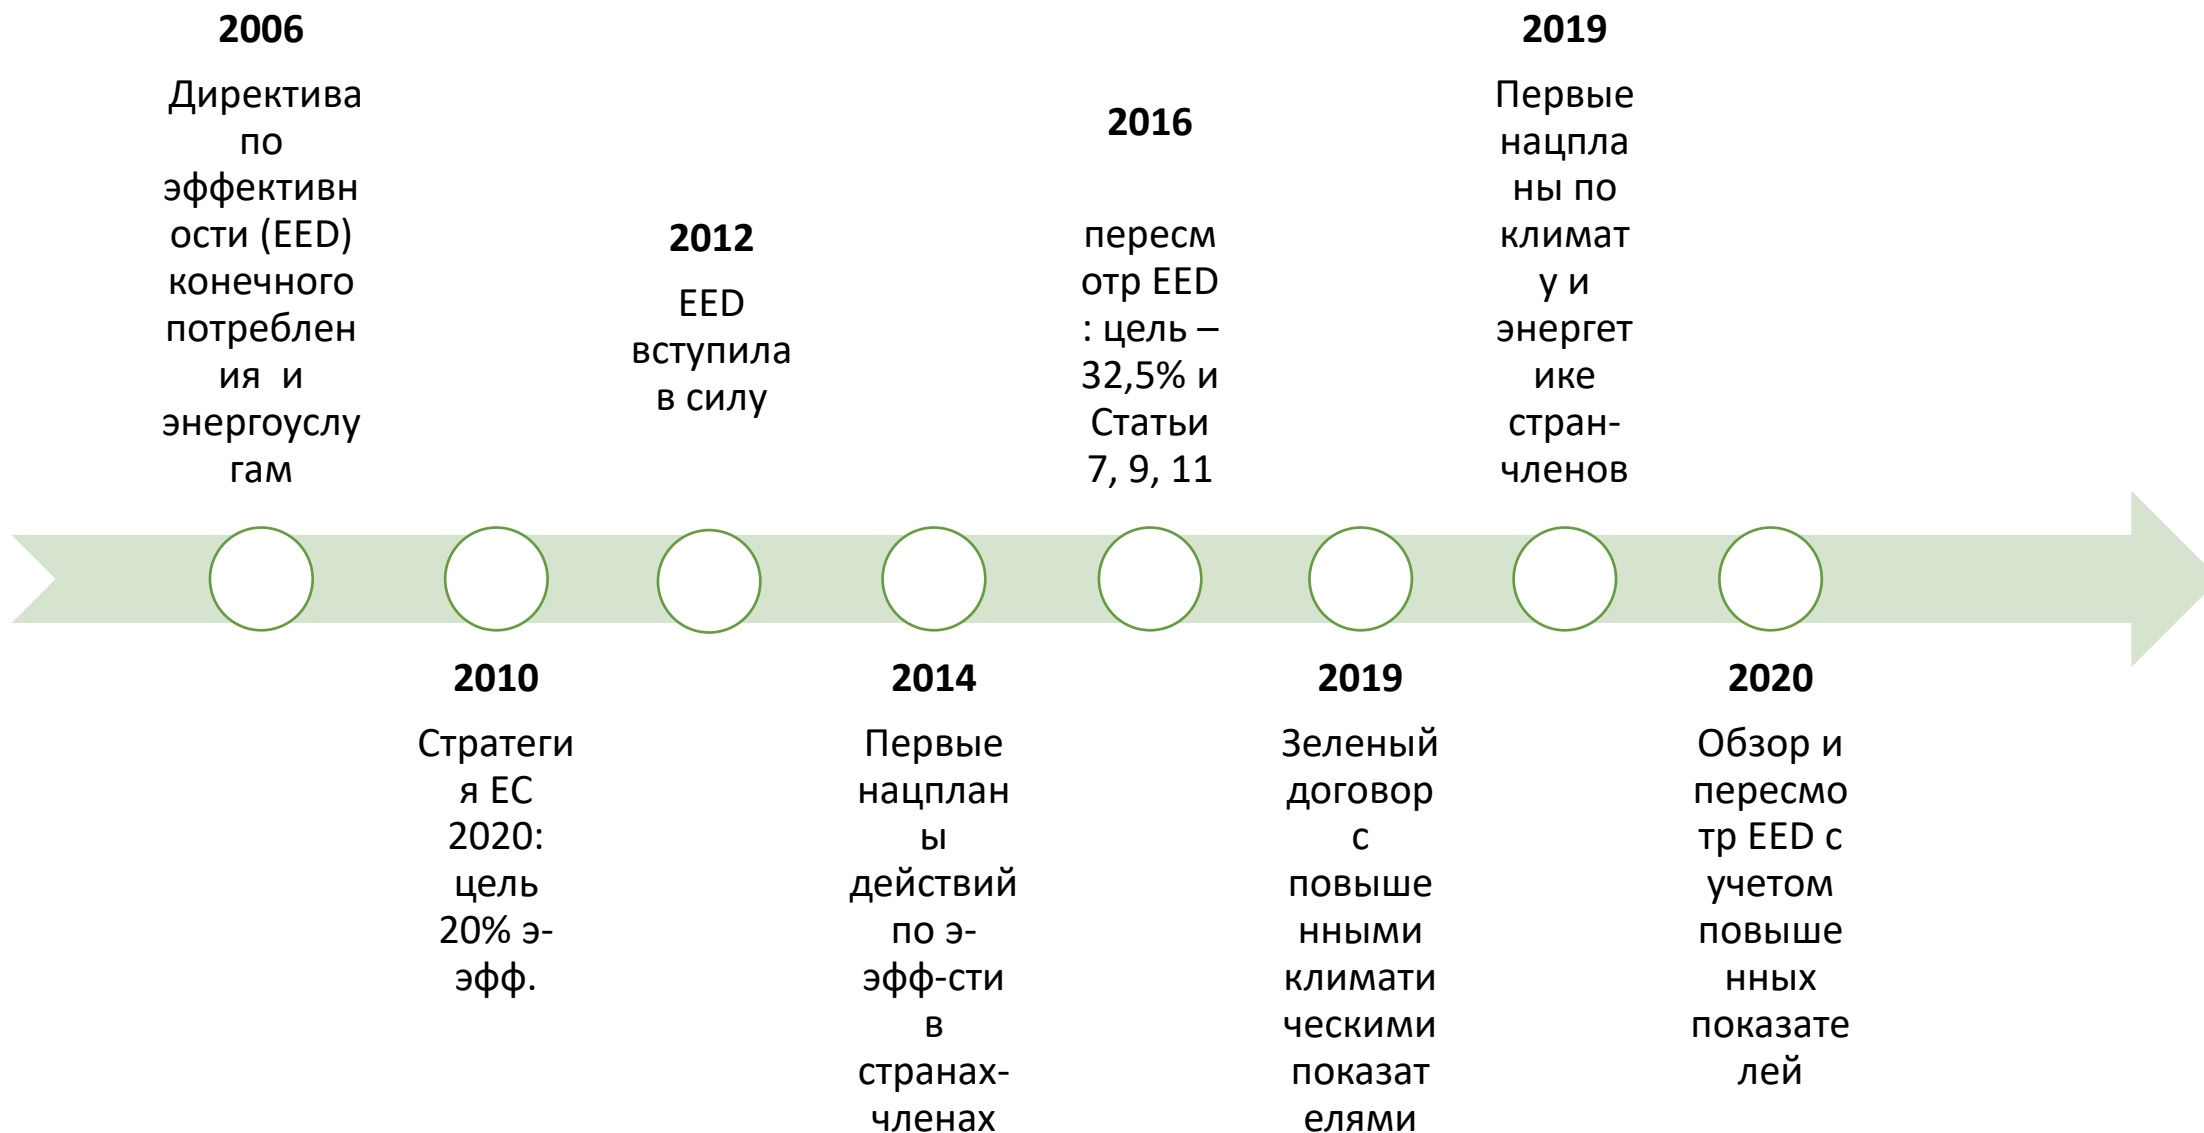 2006
Директива
по
эффективн
ости (EED)
конечного
потреблен
ия и
энергоуслу
гам
2010
Стратеги
я ЕС
2020:
цель
20% э-
эфф.
2012
EED
вступила
в силу
2014
Первые
нацплан
ы
действий
по э-
эфф-сти
в
странах-
членах
2016
пересм
отр EED
: цель –
32,5% и
Статьи
7, 9, 11
2019
Зеленый
договор
с
повыше
нными
климати
ческими
показат
елями
2019
Первые
нацпла
ны по
климат
у и
энергет
ике
стран-
членов
2020
Обзор и
пересмо
тр EED с
учетом
повыше
нных
показате
лей